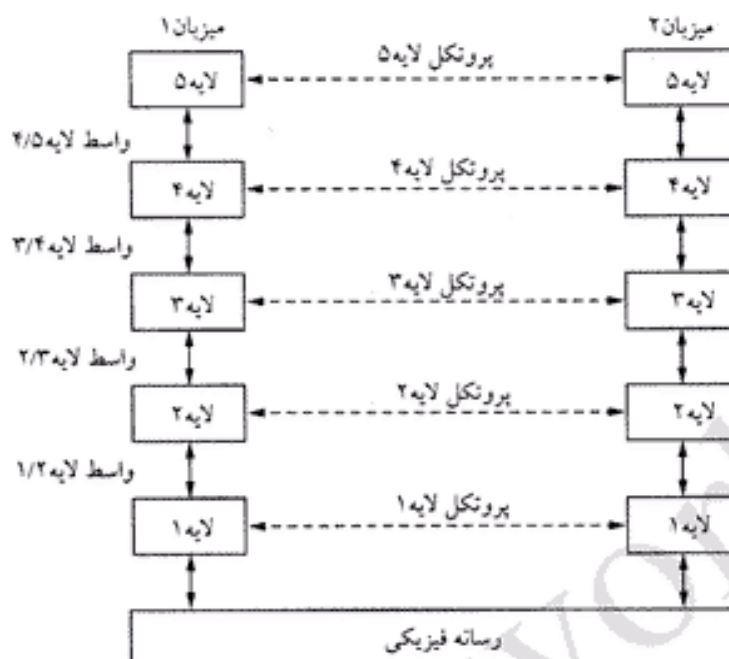 میزبان۲
میزبان۱
لایه۵
پروتکل لایه۵
لایه۵
واسط لایه۴/۵
لایه۴
پروتکل لایه۴
لایه۴
واسط لایه۳/۴
لایه۳
پروتکل لایه۳
لایه۳
واسط لایه۲/۳
لایه۲
پروتکل لایه۲
لایه۲
واسط لایه۱/۲
لایه۱
پروتکل لایه۱
لایه۱
رسانه فیزیکی